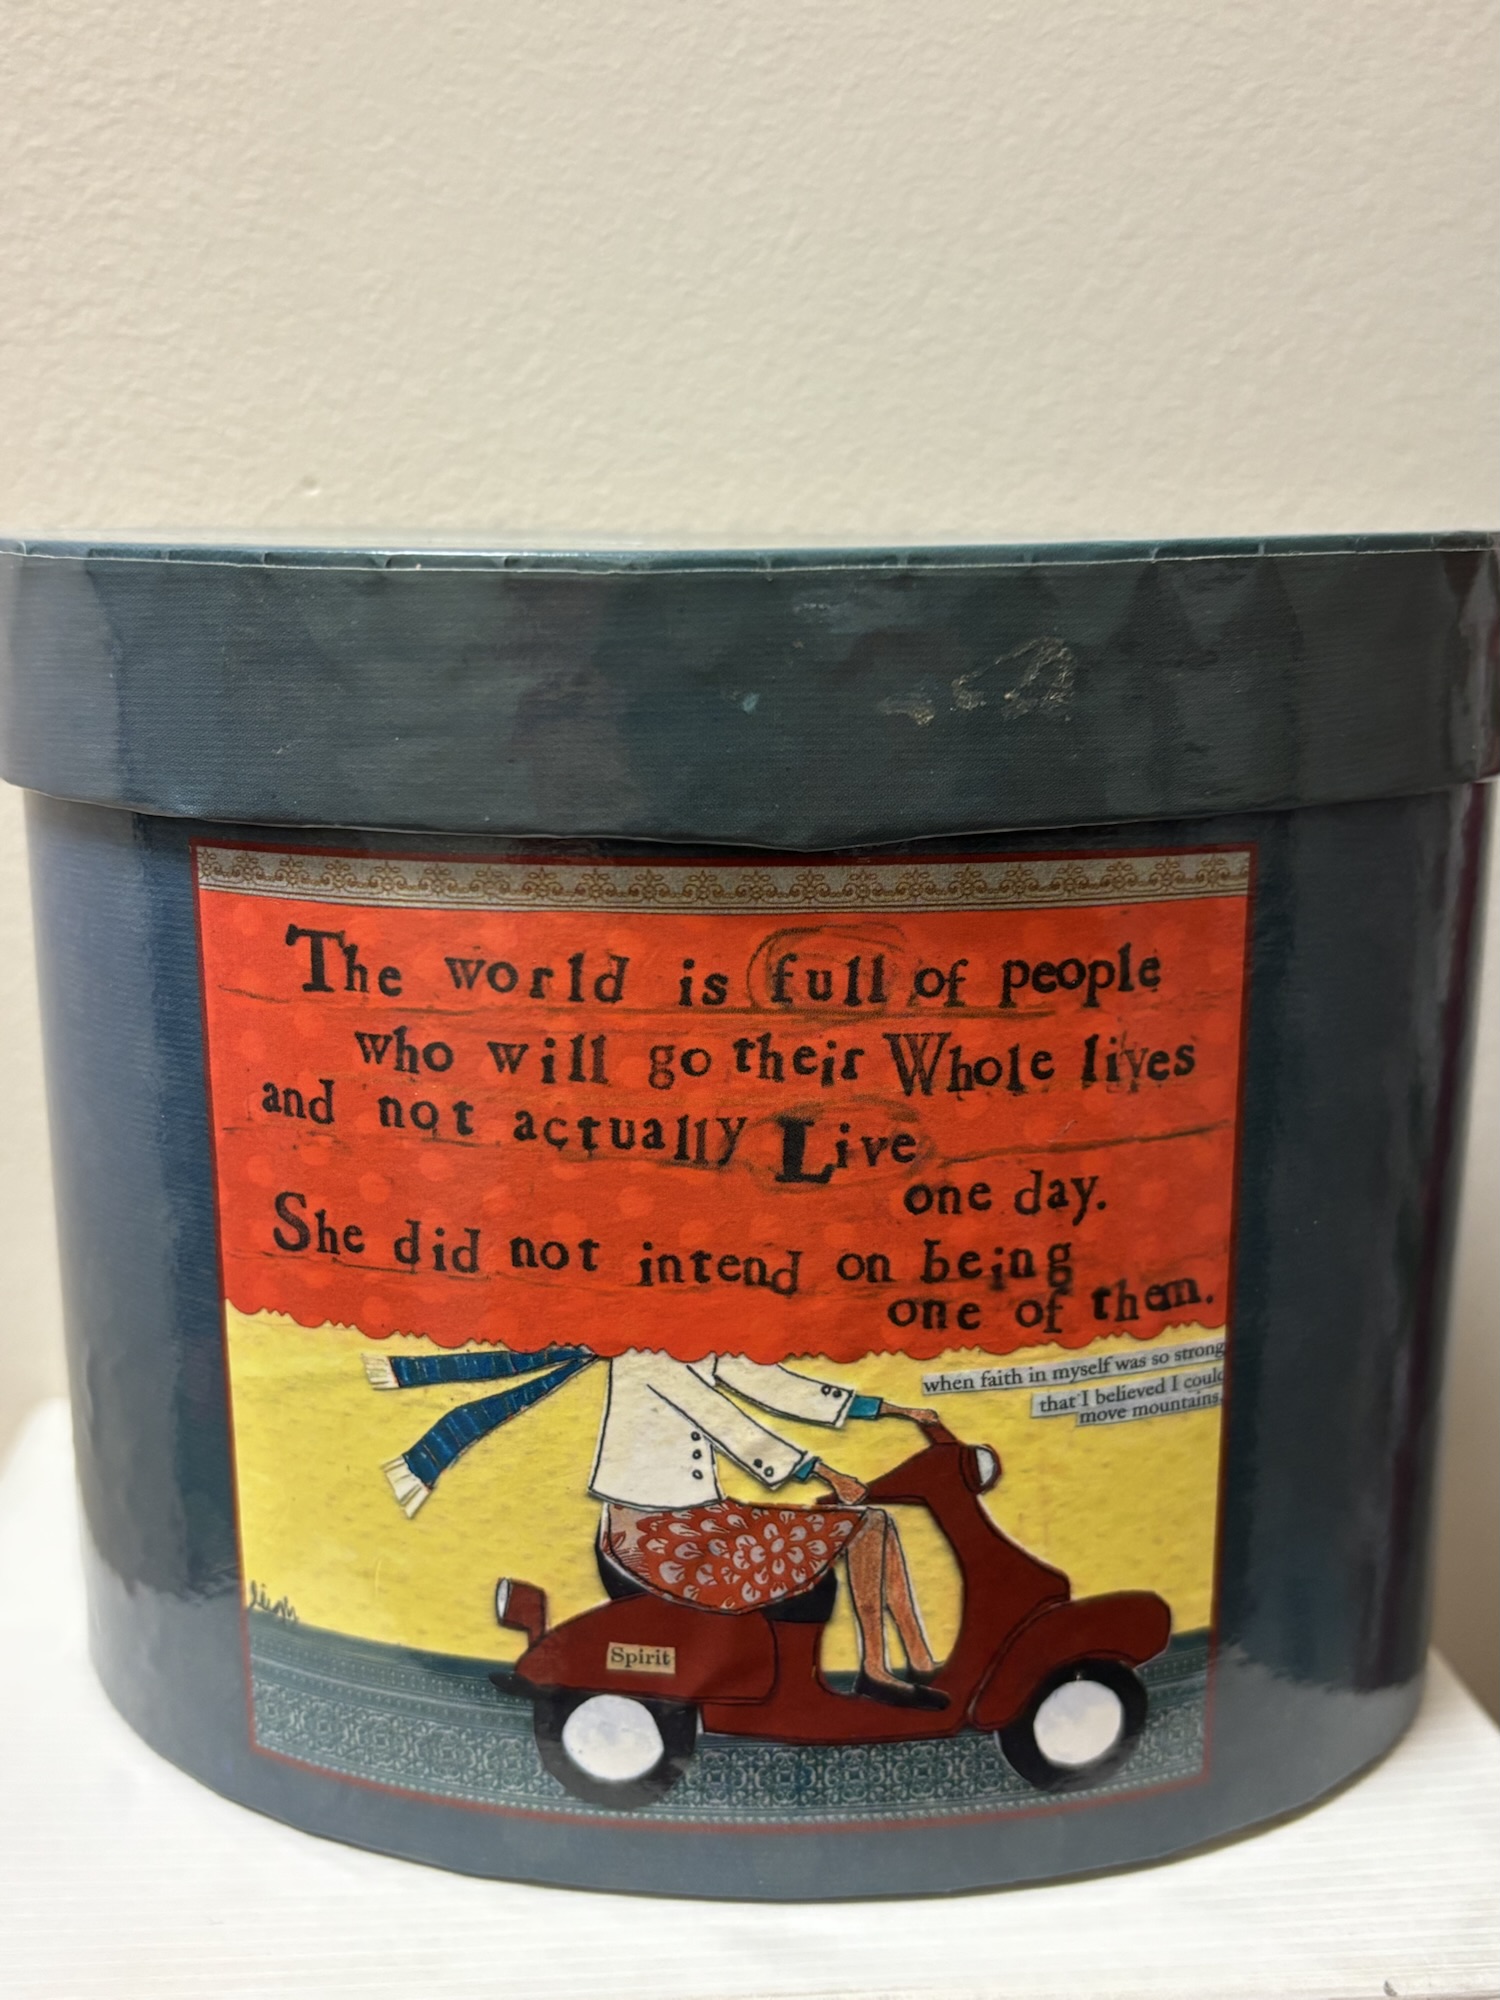 The world is full of people
who will go their Whole lives
and not actually Live
one day.
She did not intend on being
one of them.
when faith in myself was so strong
that I believed I could
move mountains.
leigh
Spirit